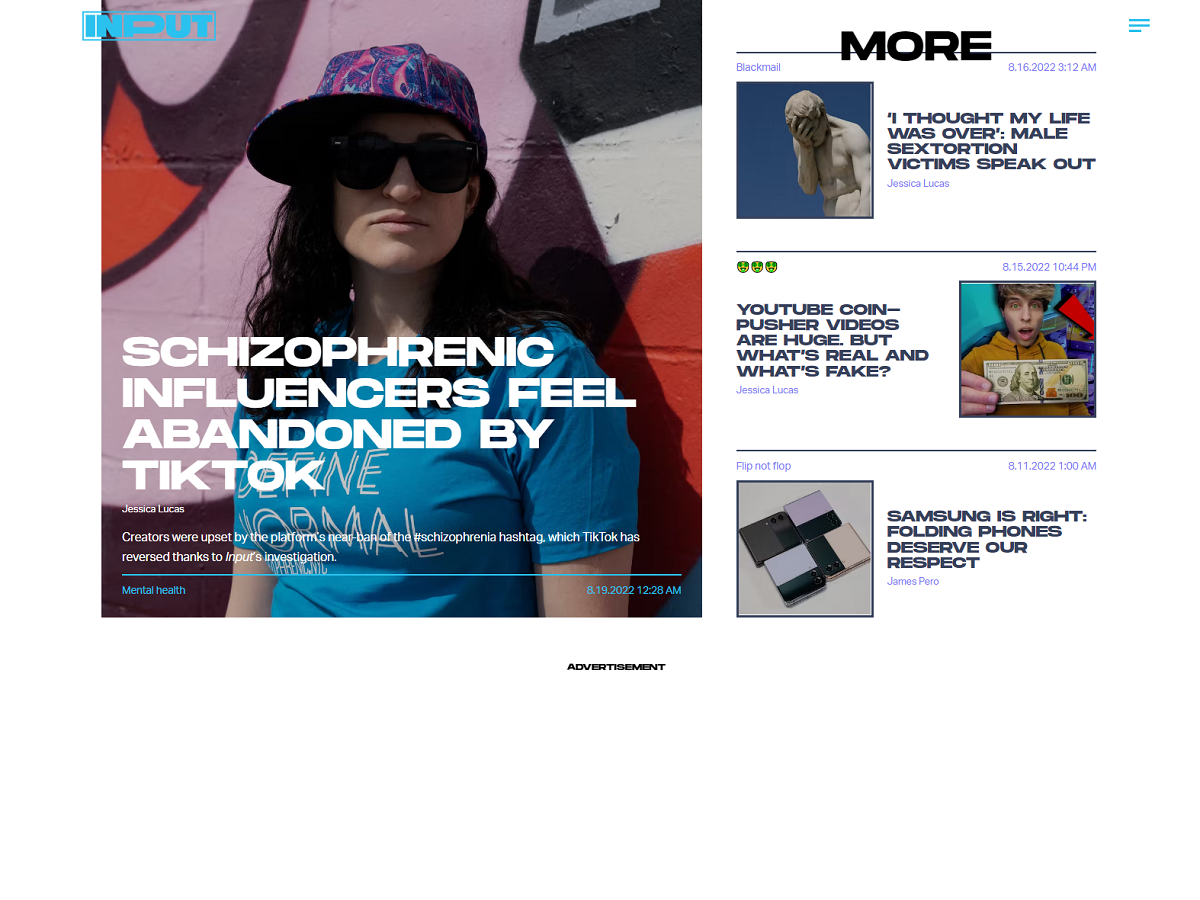 INPUT
SCHIZOPHRENIC
INFLUENCERS FEEL
ABANDONED BY
TIKTOK
DEFINE
NORMAL
Jessica Lucas
Creators were upset by the platform's near-ban of the #schizophrenia hashtag, which TikTok has
reversed thanks to Input's investigation.
Mental health 8.19.2022 12:28 AM
MORE
Blackmail 8.16.2022 3:12 AM
'I THOUGHT MY LIFE
WAS OVER': MALE
SEXTORTION
VICTIMS SPEAK OUT
Jessica Lucas
8.15.2022 10:44 PM
YOUTUBE COIN-
PUSHER VIDEOS
ARE HUGE. BUT
WHAT'S REAL AND
WHAT'S FAKE?
Jessica Lucas
100
Flip not flop 8.11.2022 1:00 AM
SAMSUNG IS RIGHT:
FOLDING PHONES
DESERVE OUR
RESPECT
James Pero
ADVERTISEMENT